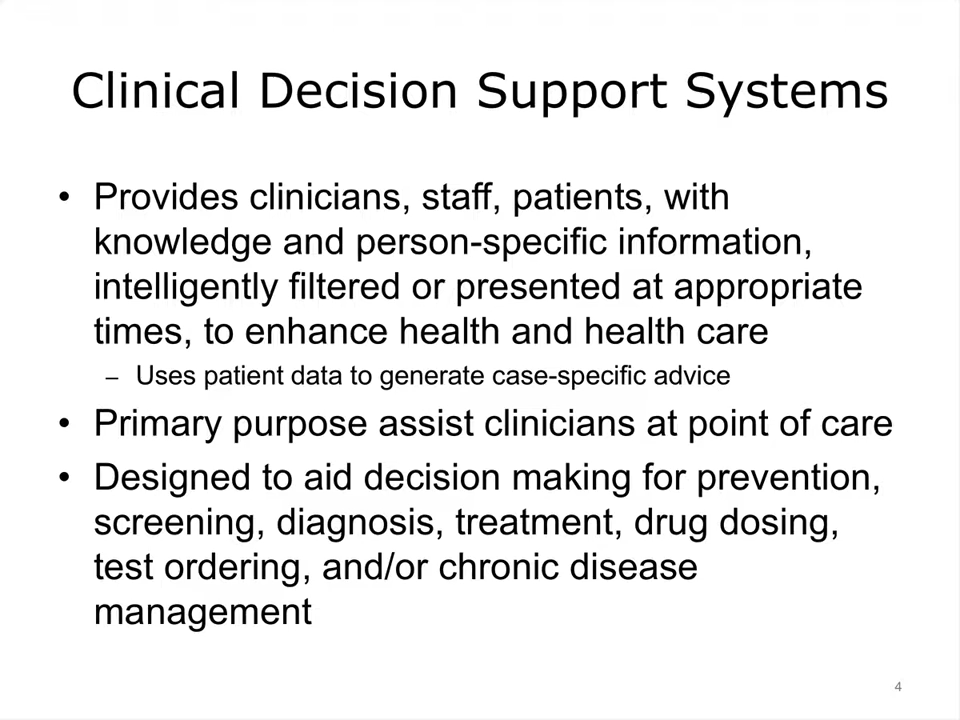 Clinical Decision Support Systems
• Provides clinicians, staff, patients, with
knowledge and person-specific information,
intelligently filtered or presented at appropriate
times, to enhance health and health care
– Uses patient data to generate case-specific advice
• Primary purpose assist clinicians at point of care
• Designed to aid decision making for prevention,
screening, diagnosis, treatment, drug dosing,
test ordering, and/or chronic disease
management
4